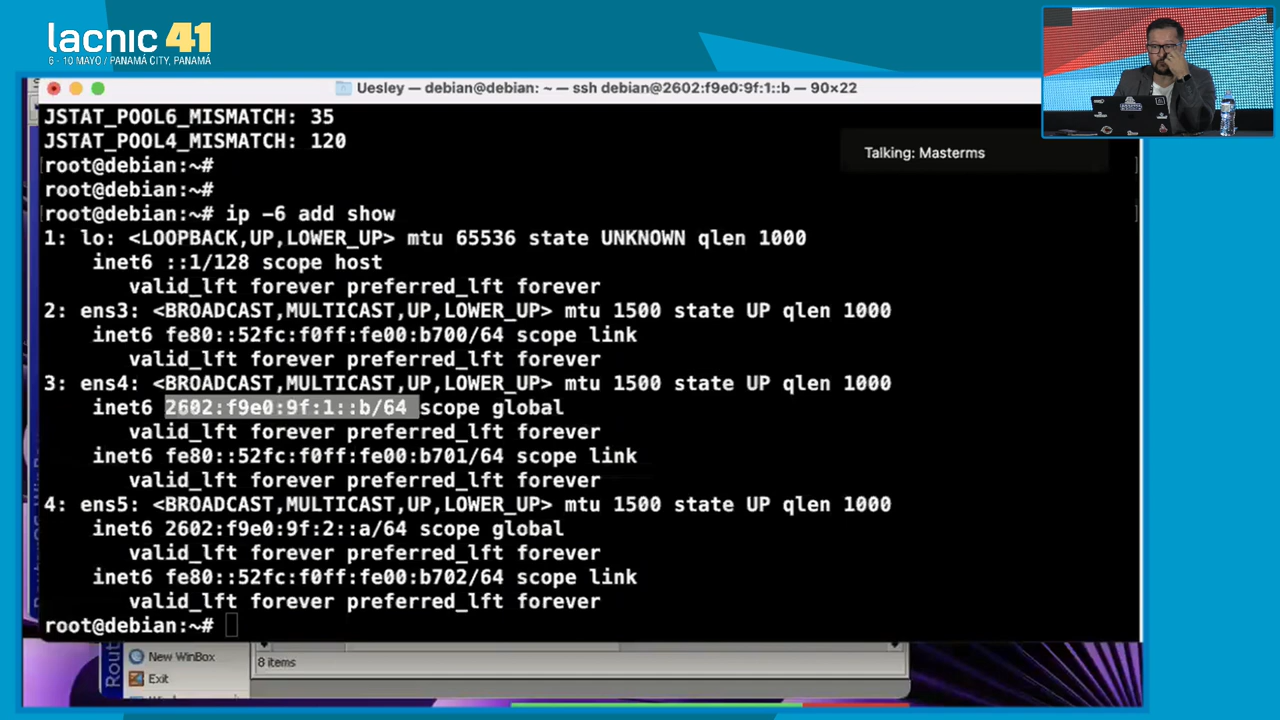 lacnic 41
6 - 10 MAYO / PANAMÁ CITY, PANAMÁ
Uesley — debian@debian: ~ — ssh debian@2602:f9e0:9f:1::b — 90×22
JSTAT_POOL6_MISMATCH: 35
JSTAT_POOL4_MISMATCH: 120
Talking: Masterms
root@debian:~#
root@debian:~#
root@debian:~# ip -6 add show
1: lo: <LOOPBACK,UP,LOWER_UP> mtu 65536 state UNKNOWN qlen 1000
inet6 ::1/128 scope host
valid_lft forever preferred_lft forever
2: ens3: <BROADCAST,MULTICAST,UP,LOWER_UP> mtu 1500 state UP qlen 1000
inet6 fe80::52fc:f0ff:fe00:b700/64 scope link
valid_lft forever preferred_lft forever
3: ens4: <BROADCAST,MULTICAST,UP,LOWER_UP> mtu 1500 state UP qlen 1000
inet6 2602:f9e0:9f:1::b/64 scope global
valid_lft forever preferred_lft forever
inet6 fe80::52fc:f0ff:fe00:b701/64 scope link
valid_lft forever preferred_lft forever
4: ens5: <BROADCAST,MULTICAST,UP,LOWER_UP> mtu 1500 state UP qlen 1000
inet6 2602:f9e0:9f:2::a/64 scope global
valid_lft forever preferred_lft forever
inet6 fe80::52fc:f0ff:fe00:b702/64 scope link
valid_lft forever preferred_lft forever
root@debian:~#
New WinBox
8 items
Exit
Rout